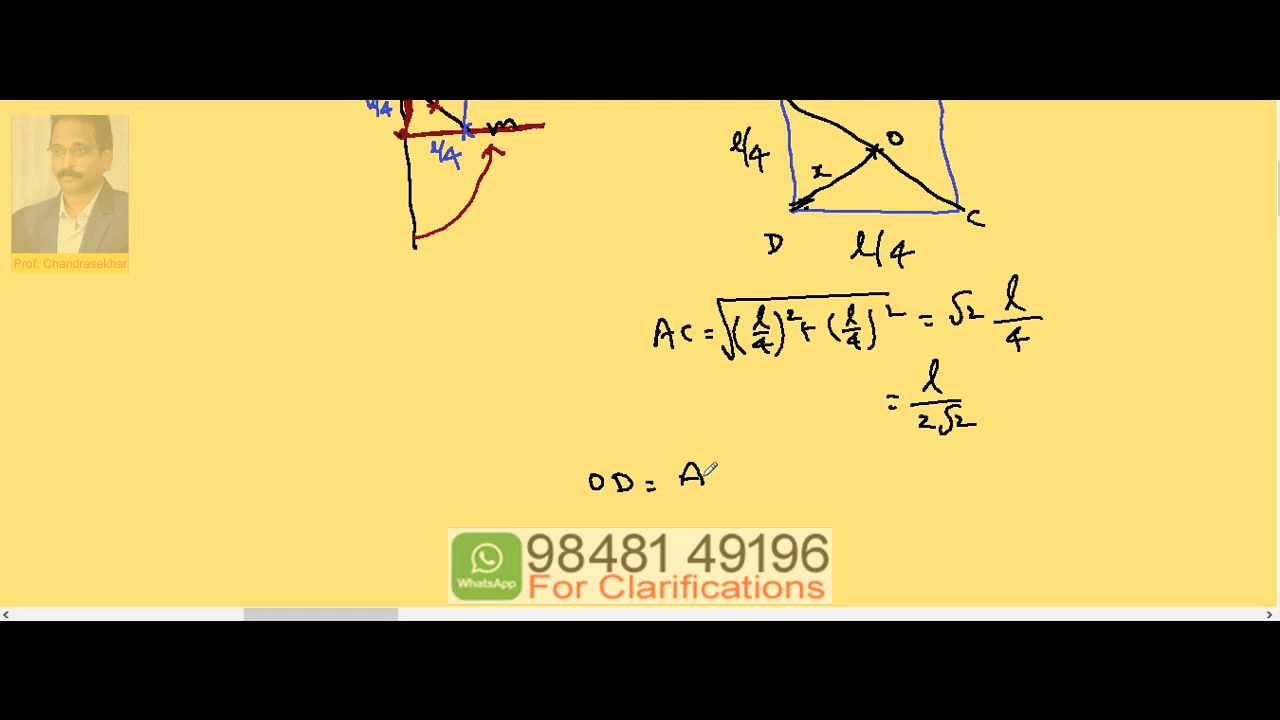 l/4
m
l/4
Prof. Chandrasekhar
l/4
x
O
D
l/4
C
AC = √((l/4)² + (l/4)²) = √2 l/4
= l/2√2
OD = A
WhatsApp
98481 49196
For Clarifications